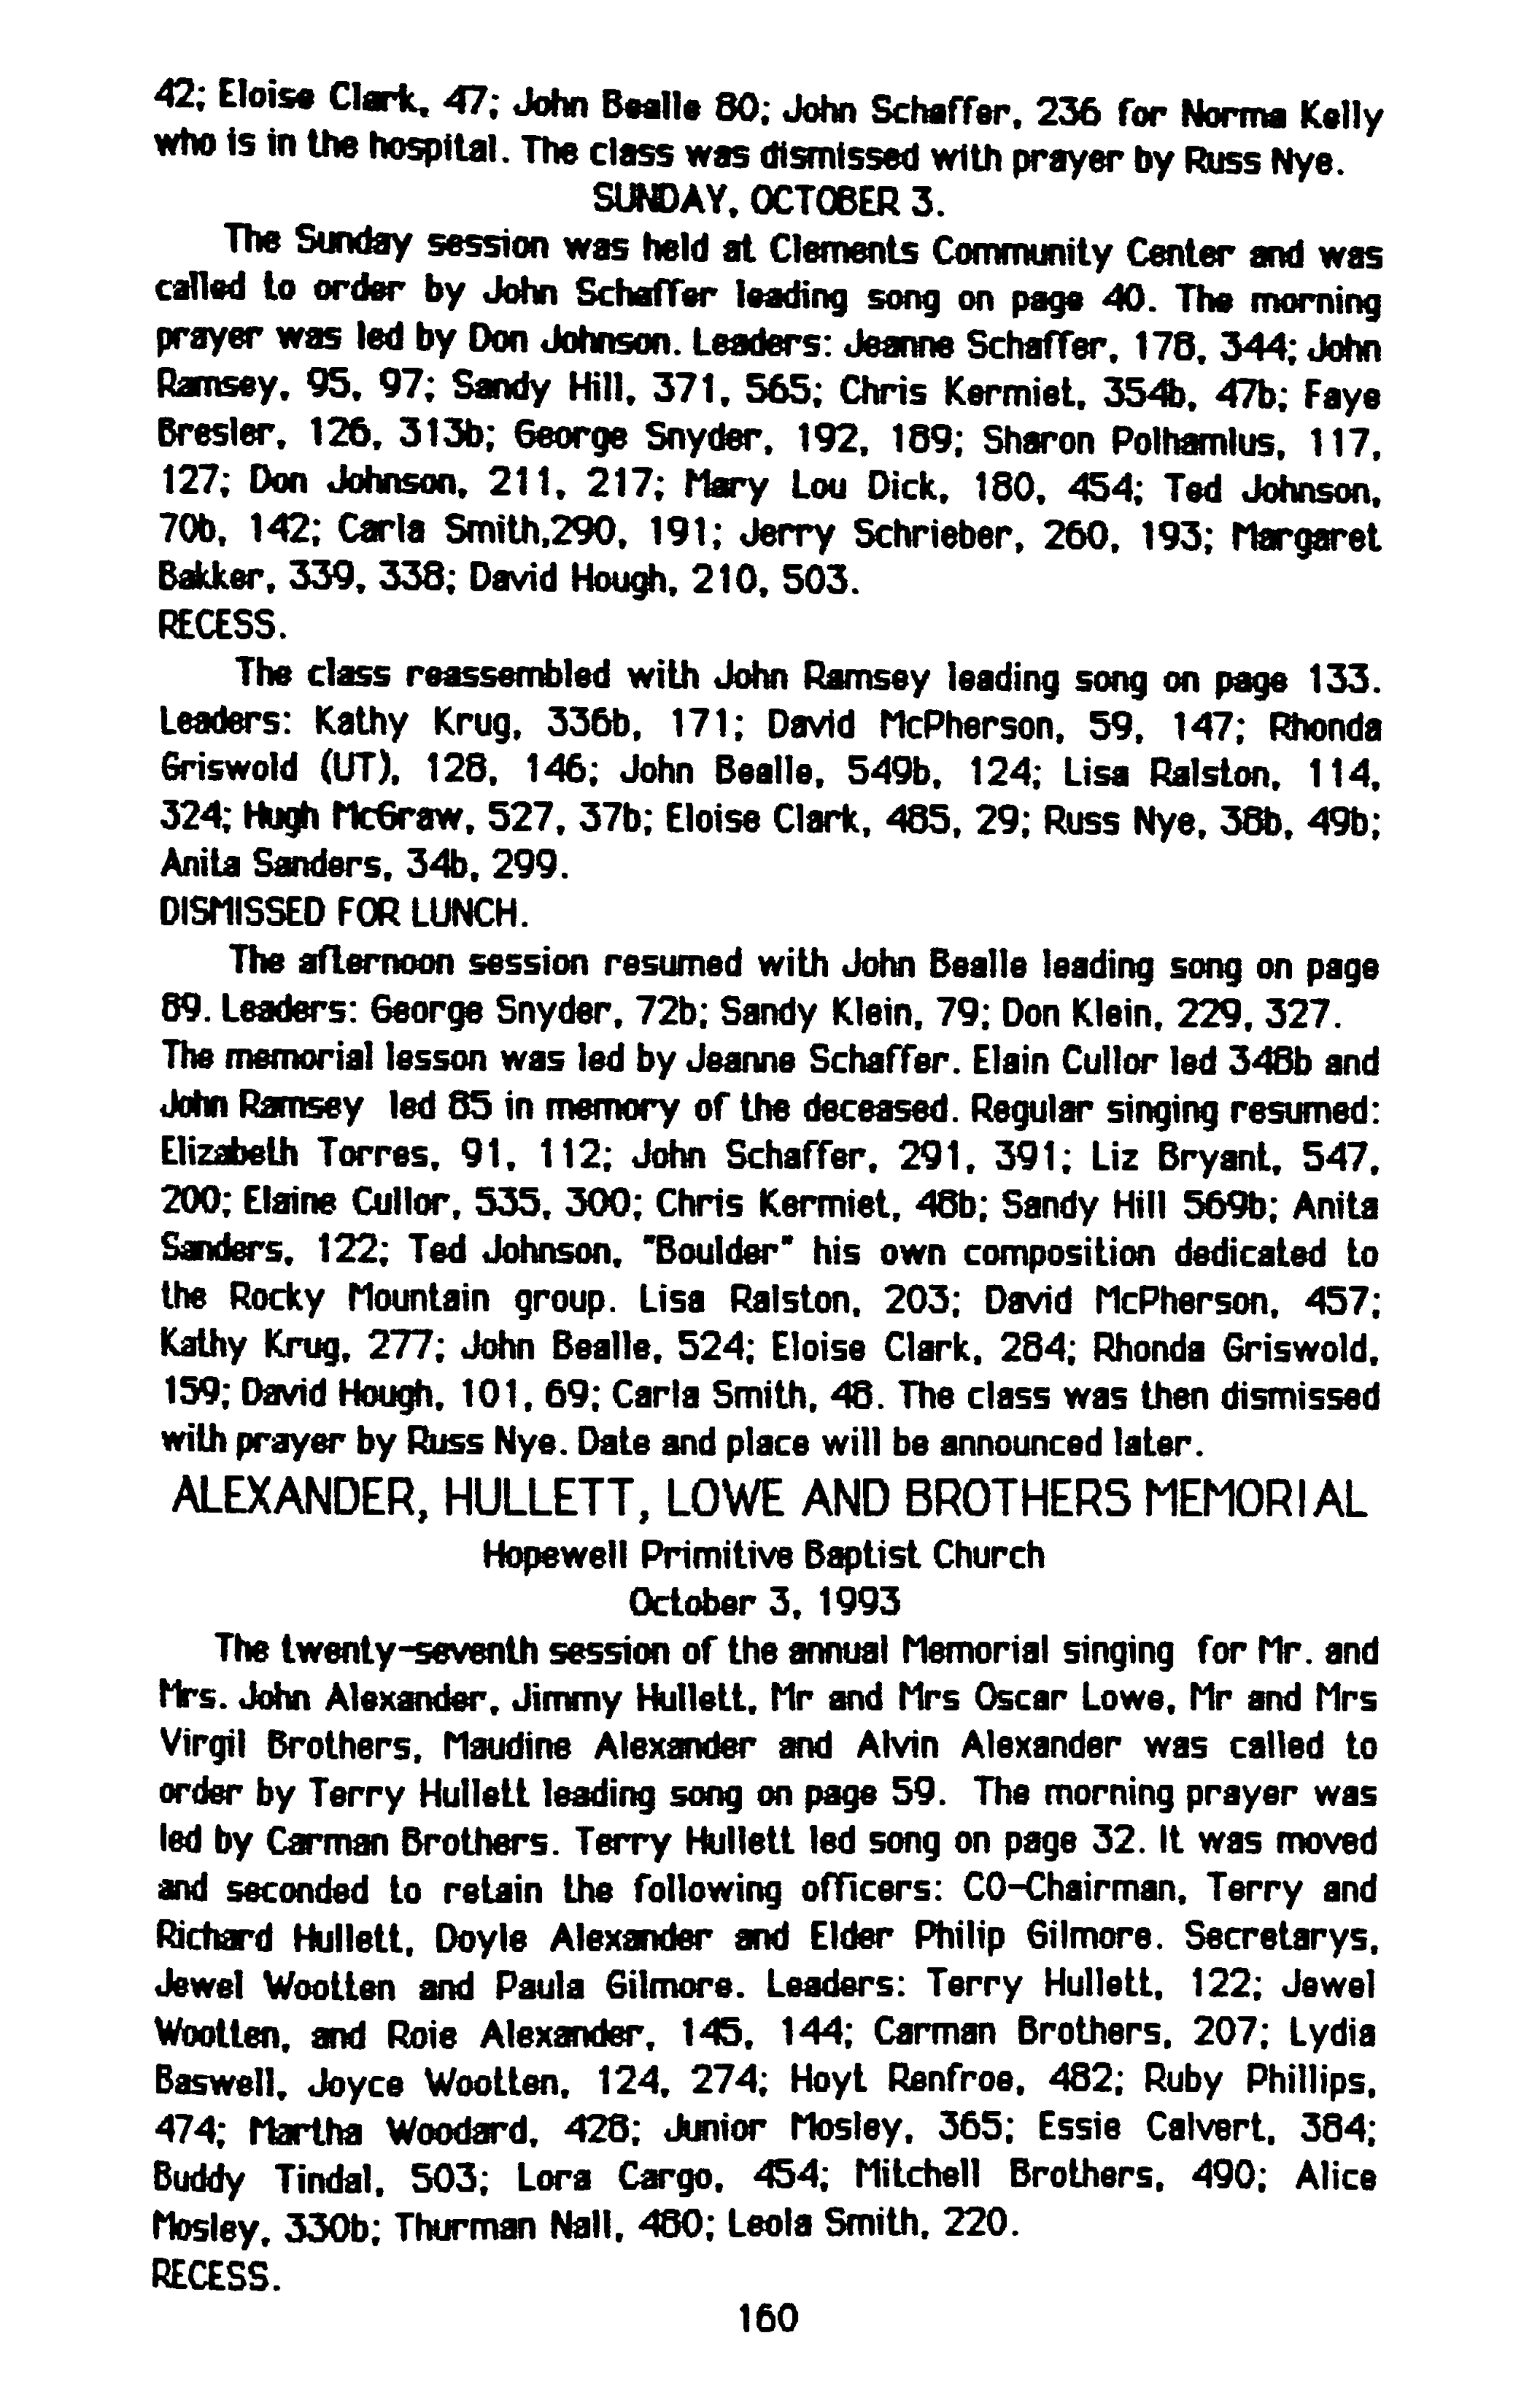 42; Eloise Clark, 47; John Bealle 80; John Schaffer, 236 for Norma Kelly
who is in the hospital. The class was dismissed with prayer by Russ Nye.
SUNDAY, OCTOBER 3.
The Sunday session was held at Clements Community Center and was
called to order by John Schaffer leading song on page 40. The morning
prayer was led by Don Johnson. Leaders: Jeanne Schaffer, 178, 344; John
Ramsey, 95, 97; Sandy Hill, 371, 565; Chris Kermiet, 354b, 47b; Faye
Bresler, 126, 313b; George Snyder, 192, 189; Sharon Polhamlus, 117,
127; Don Johnson, 211, 217; Mary Lou Dick, 180, 454; Ted Johnson,
70b, 142; Carla Smith,290, 191; Jerry Schrieber, 260, 193; Margaret
Bakker, 339, 338; David Hough, 210, 503.
RECESS.
The class reassembled with John Ramsey leading song on page 133.
Leaders: Kathy Krug, 336b, 171; David McPherson, 59, 147; Rhonda
Griswold (UT), 128, 146; John Bealle, 549b, 124; Lisa Ralston, 114,
324; Hugh McGraw, 527, 37b; Eloise Clark, 485, 29; Russ Nye, 38b, 49b;
Anita Sanders, 34b, 299.
DISMISSED FOR LUNCH.
The afternoon session resumed with John Bealle leading song on page
89. Leaders: George Snyder, 72b; Sandy Klein, 79; Don Klein, 229, 327.
The memorial lesson was led by Jeanne Schaffer. Elain Cullor led 348b and
John Ramsey led 85 in memory of the deceased. Regular singing resumed:
Elizabeth Torres, 91, 112; John Schaffer, 291, 391; Liz Bryant, 547,
200; Elaine Cullor, 535, 300; Chris Kermiet, 48b; Sandy Hill 569b; Anita
Sanders, 122; Ted Johnson, "Boulder" his own composition dedicated to
the Rocky Mountain group. Lisa Ralston, 203; David McPherson, 457;
Kathy Krug, 277; John Bealle, 524; Eloise Clark, 284; Rhonda Griswold,
159; David Hough, 101, 69; Carla Smith, 48. The class was then dismissed
with prayer by Russ Nye. Date and place will be announced later.
ALEXANDER, HULLETT, LOWE AND BROTHERS MEMORIAL
Hopewell Primitive Baptist Church
October 3, 1993
The twenty-seventh session of the annual Memorial singing for Mr. and
Mrs. John Alexander, Jimmy Hullett, Mr and Mrs Oscar Lowe, Mr and Mrs
Virgil Brothers, Maudine Alexander and Alvin Alexander was called to
order by Terry Hullett leading song on page 59. The morning prayer was
led by Carman Brothers. Terry Hullett led song on page 32. It was moved
and seconded to retain the following officers: CO-Chairman, Terry and
Richard Hullett, Doyle Alexander and Elder Philip Gilmore. Secretarys,
Jewel Wootten and Paula Gilmore. Leaders: Terry Hullett, 122; Jewel
Wootten, and Roie Alexander, 145, 144; Carman Brothers, 207; Lydia
Baswell, Joyce Wootten, 124, 274; Hoyt Renfroe, 482; Ruby Phillips,
474; Martha Woodard, 428; Junior Mosley, 365; Essie Calvert, 384;
Buddy Tindal, 503; Lora Cargo, 454; Mitchell Brothers, 490; Alice
Mosley, 330b; Thurman Nall, 480; Leola Smith, 220.
RECESS.
160